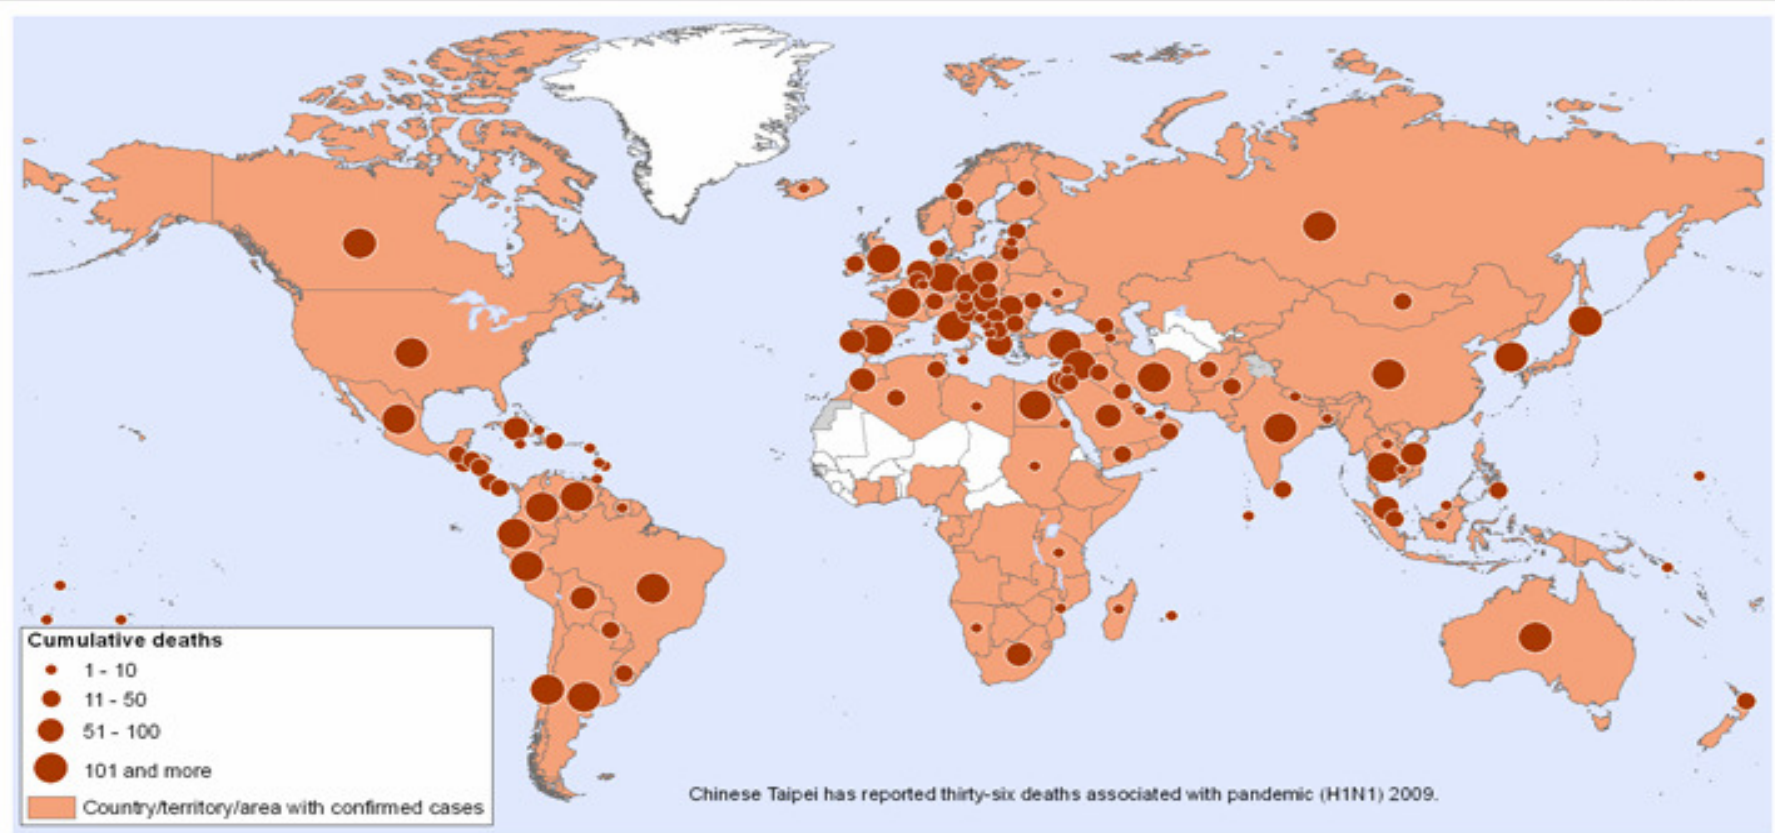 Cumulative deaths
1 - 10
11 - 50
51 - 100
101 and more
Country/territory/area with confirmed cases
Chinese Taipei has reported thirty-six deaths associated with pandemic (H1N1) 2009.